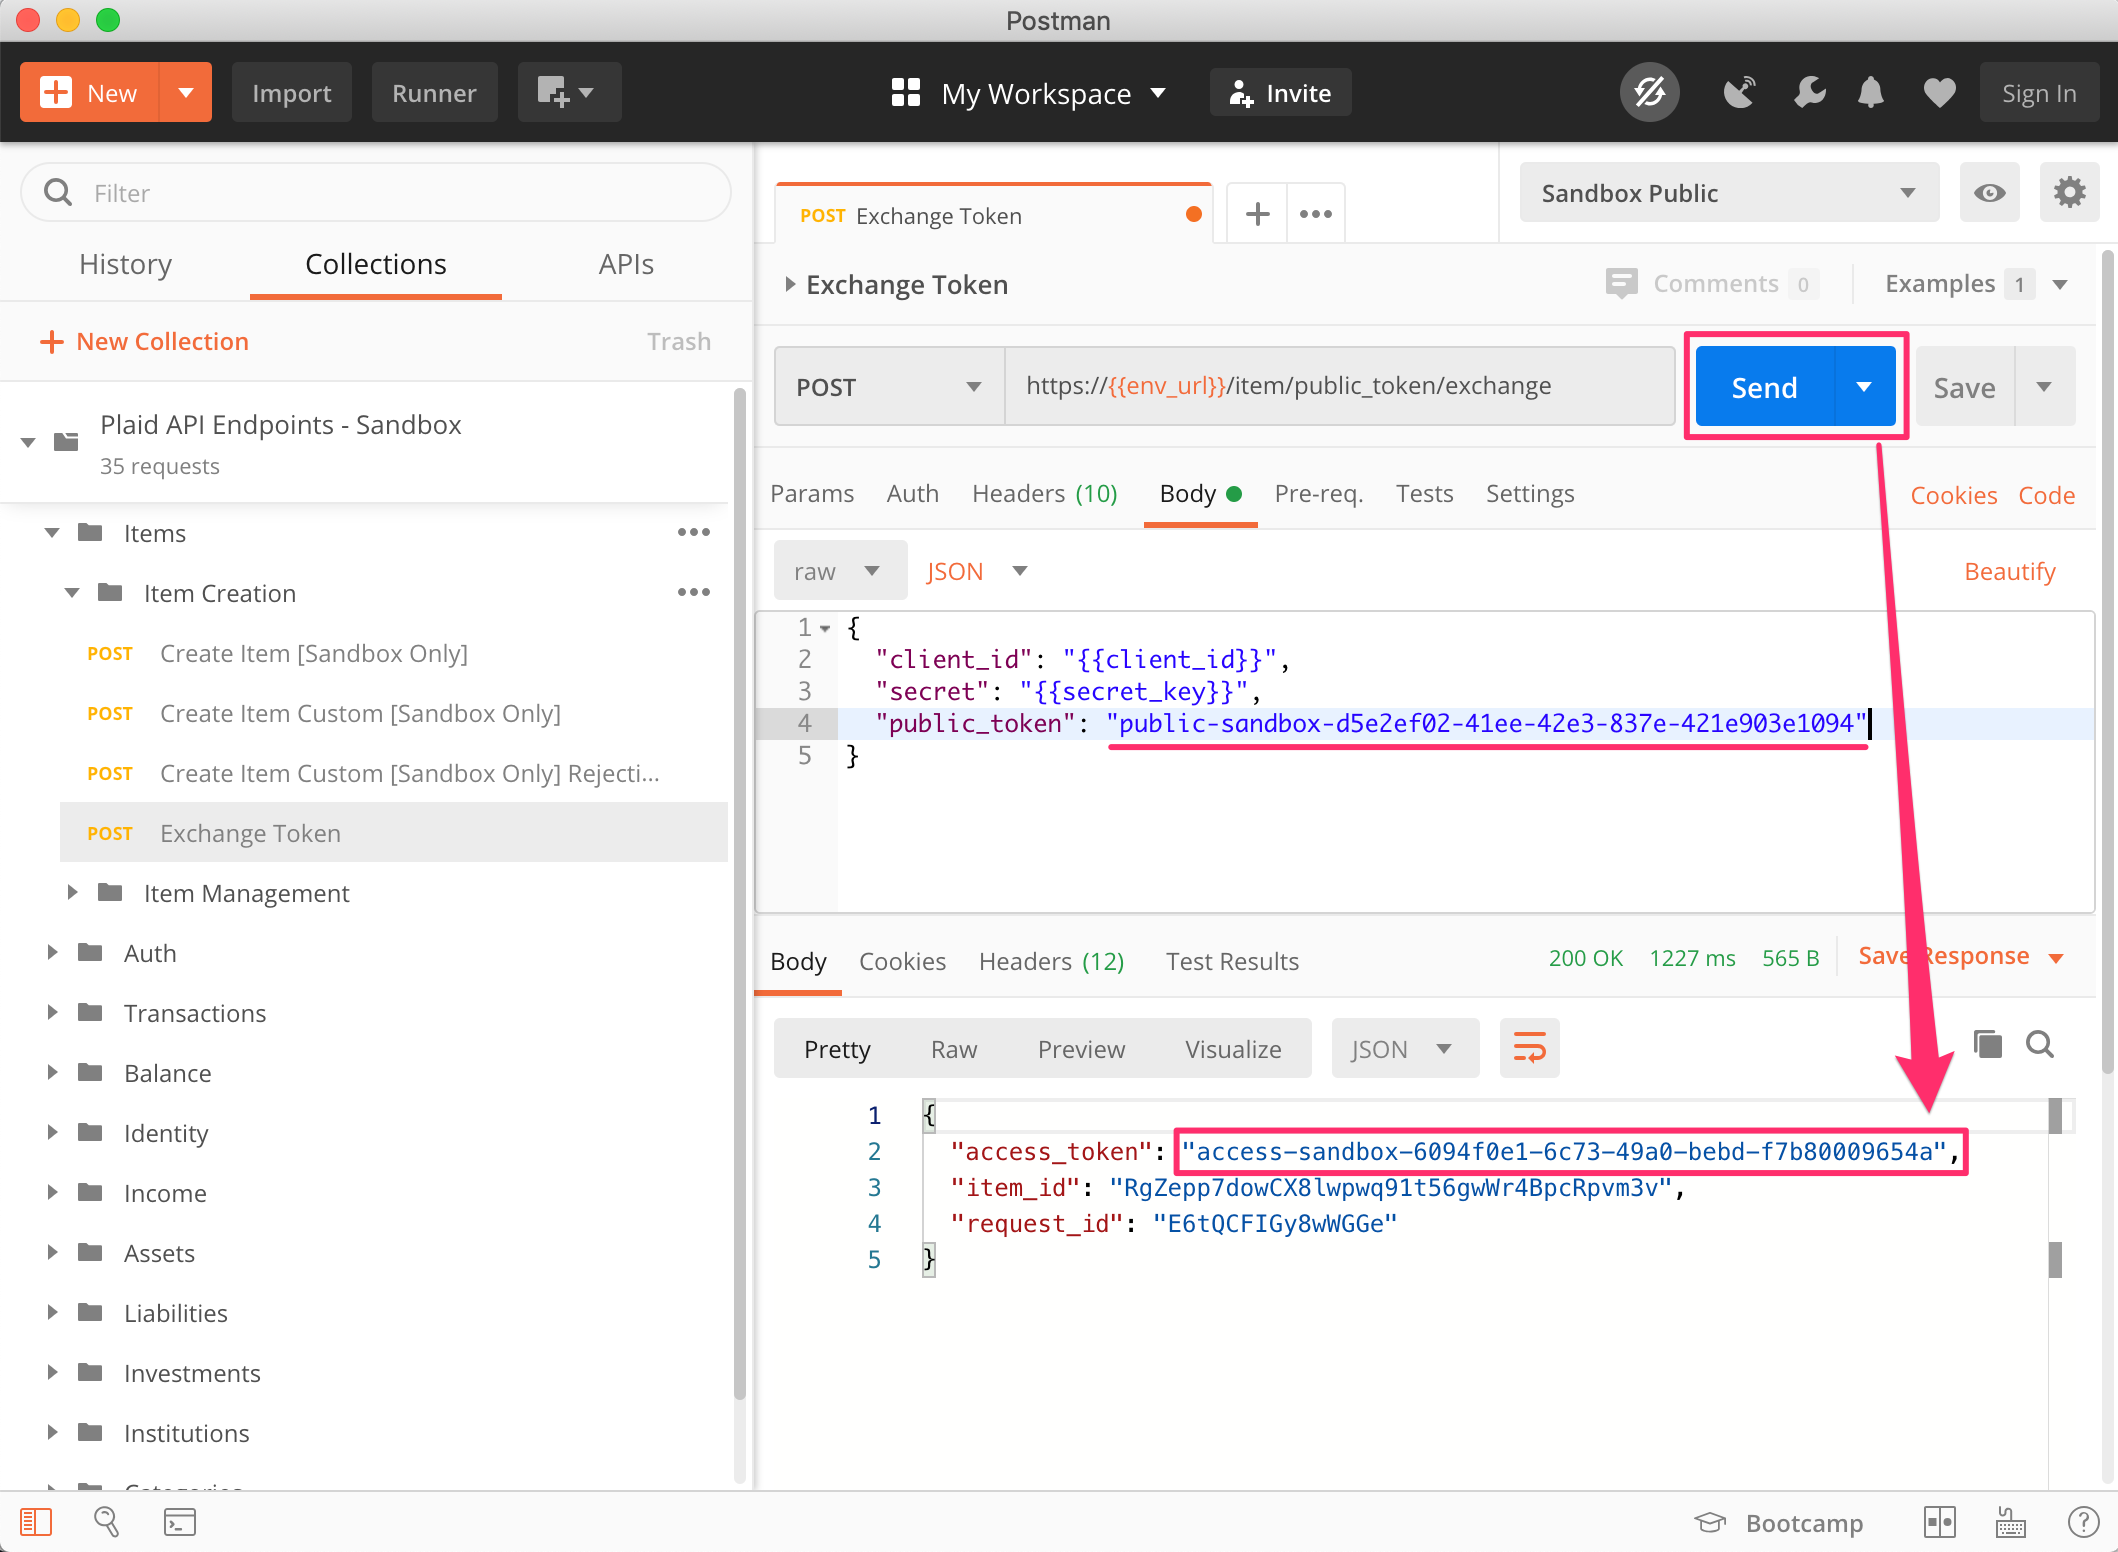 Postman
New
Import
Runner
My Workspace
Invite
Sign In
Filter
History
Collections
APIs
New Collection
Trash
Plaid API Endpoints - Sandbox
35 requests
Items
Item Creation
POST Create Item [Sandbox Only]
POST Create Item Custom [Sandbox Only]
POST Create Item Custom [Sandbox Only] Rejecti...
POST Exchange Token
Item Management
Auth
Transactions
Balance
Identity
Income
Assets
Liabilities
Investments
Institutions
Categories
POST Exchange Token
Sandbox Public
Exchange Token
Comments 0
Examples 1
POST
https://{{env_url}}/item/public_token/exchange
Send
Save
Params
Auth
Headers (10)
Body
Pre-req.
Tests
Settings
Cookies
Code
raw
JSON
Beautify
1 {
2 "client_id": "{{client_id}}",
3 "secret": "{{secret_key}}",
4 "public_token": "public-sandbox-d5e2ef02-41ee-42e3-837e-421e903e1094"
5 }
Body
Cookies
Headers (12)
Test Results
200 OK
1227 ms
565 B
Save Response
Pretty
Raw
Preview
Visualize
JSON
1 {
2 "access_token": "access-sandbox-6094f0e1-6c73-49a0-bebd-f7b80009654a",
3 "item_id": "RgZepp7dowCX8lwpwq91t56gwWr4BpcRpvm3v",
4 "request_id": "E6tQCFIGy8wWGGe"
5 }
Bootcamp